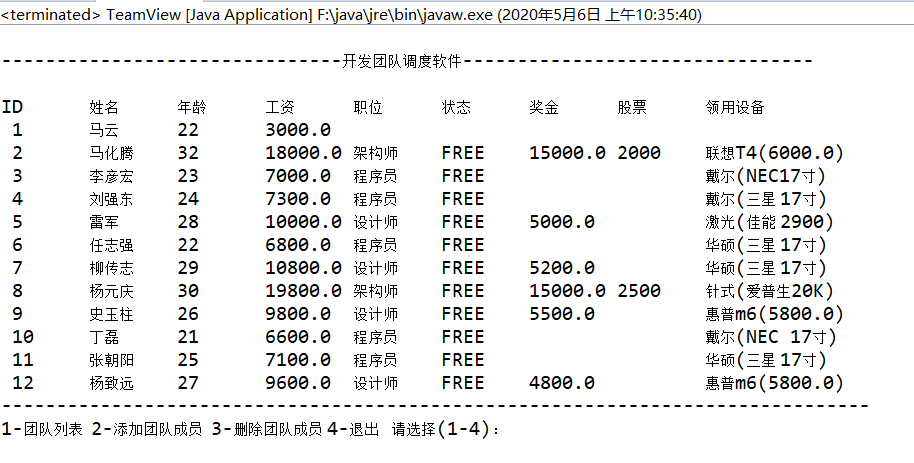 <terminated> TeamView [Java Application] F:\java\jre\bin\javaw.exe (2020年5月6日 上午10:35:40)
-------------------------------开发团队调度软件--------------------------------
ID 姓名 年龄 工资 职位 状态 奖金 股票 领用设备
1 马云 22 3000.0
2 马化腾 32 18000.0 架构师 FREE 15000.0 2000 联想T4(6000.0)
3 李彦宏 23 7000.0 程序员 FREE 戴尔(NEC17寸)
4 刘强东 24 7300.0 程序员 FREE 戴尔(三星 17寸)
5 雷军 28 10000.0 设计师 FREE 5000.0 激光(佳能 2900)
6 任志强 22 6800.0 程序员 FREE 华硕(三星 17寸)
7 柳传志 29 10800.0 设计师 FREE 5200.0 华硕(三星 17寸)
8 杨元庆 30 19800.0 架构师 FREE 15000.0 2500 针式(爱普生20K)
9 史玉柱 26 9800.0 设计师 FREE 5500.0 惠普m6(5800.0)
10 丁磊 21 6600.0 程序员 FREE 戴尔(NEC 17寸)
11 张朝阳 25 7100.0 程序员 FREE 华硕(三星 17寸)
12 杨致远 27 9600.0 设计师 FREE 4800.0 惠普m6(5800.0)
-------------------------------------------------------------------------------
1-团队列表 2-添加团队成员 3-删除团队成员 4-退出 请选择(1-4)：